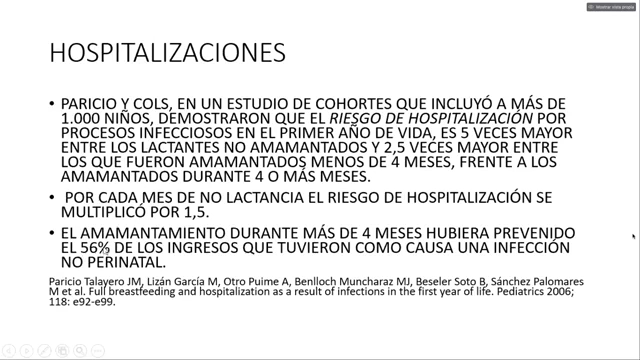 Mostrar vista propia
HOSPITALIZACIONES
• PARICIO Y COLS, EN UN ESTUDIO DE COHORTES QUE INCLUYÓ A MÁS DE
1.000 NIÑOS, DEMOSTRARON QUE EL RIESGO DE HOSPITALIZACIÓN POR
PROCESOS INFECCIOSOS EN EL PRIMER AÑO DE VIDA, ES 5 VECES MAYOR
ENTRE LOS LACTANTES NO AMAMANTADOS Y 2,5 VECES MAYOR ENTRE
LOS QUE FUERON AMAMANTADOS MENOS DE 4 MESES, FRENTE A LOS
AMAMANTADOS DURANTE 4 O MÁS MESES.
• POR CADA MES DE NO LACTANCIA EL RIESGO DE HOSPITALIZACIÓN SE
MULTIPLICÓ POR 1,5.
• EL AMAMANTAMIENTO DURANTE MÁS DE 4 MESES HUBIERA PREVENIDO
EL 56% DE LOS INGRESOS QUE TUVIERON COMO CAUSA UNA INFECCIÓN
NO PERINATAL.
Paricio Talayero JM, Lizán García M, Otro Puime A, Benlloch Muncharaz MJ, Beseler Soto B, Sánchez Palomares
M et al. Full breastfeeding and hospitalization as a result of infections in the first year of life. Pediatrics 2006;
118: e92-e99.